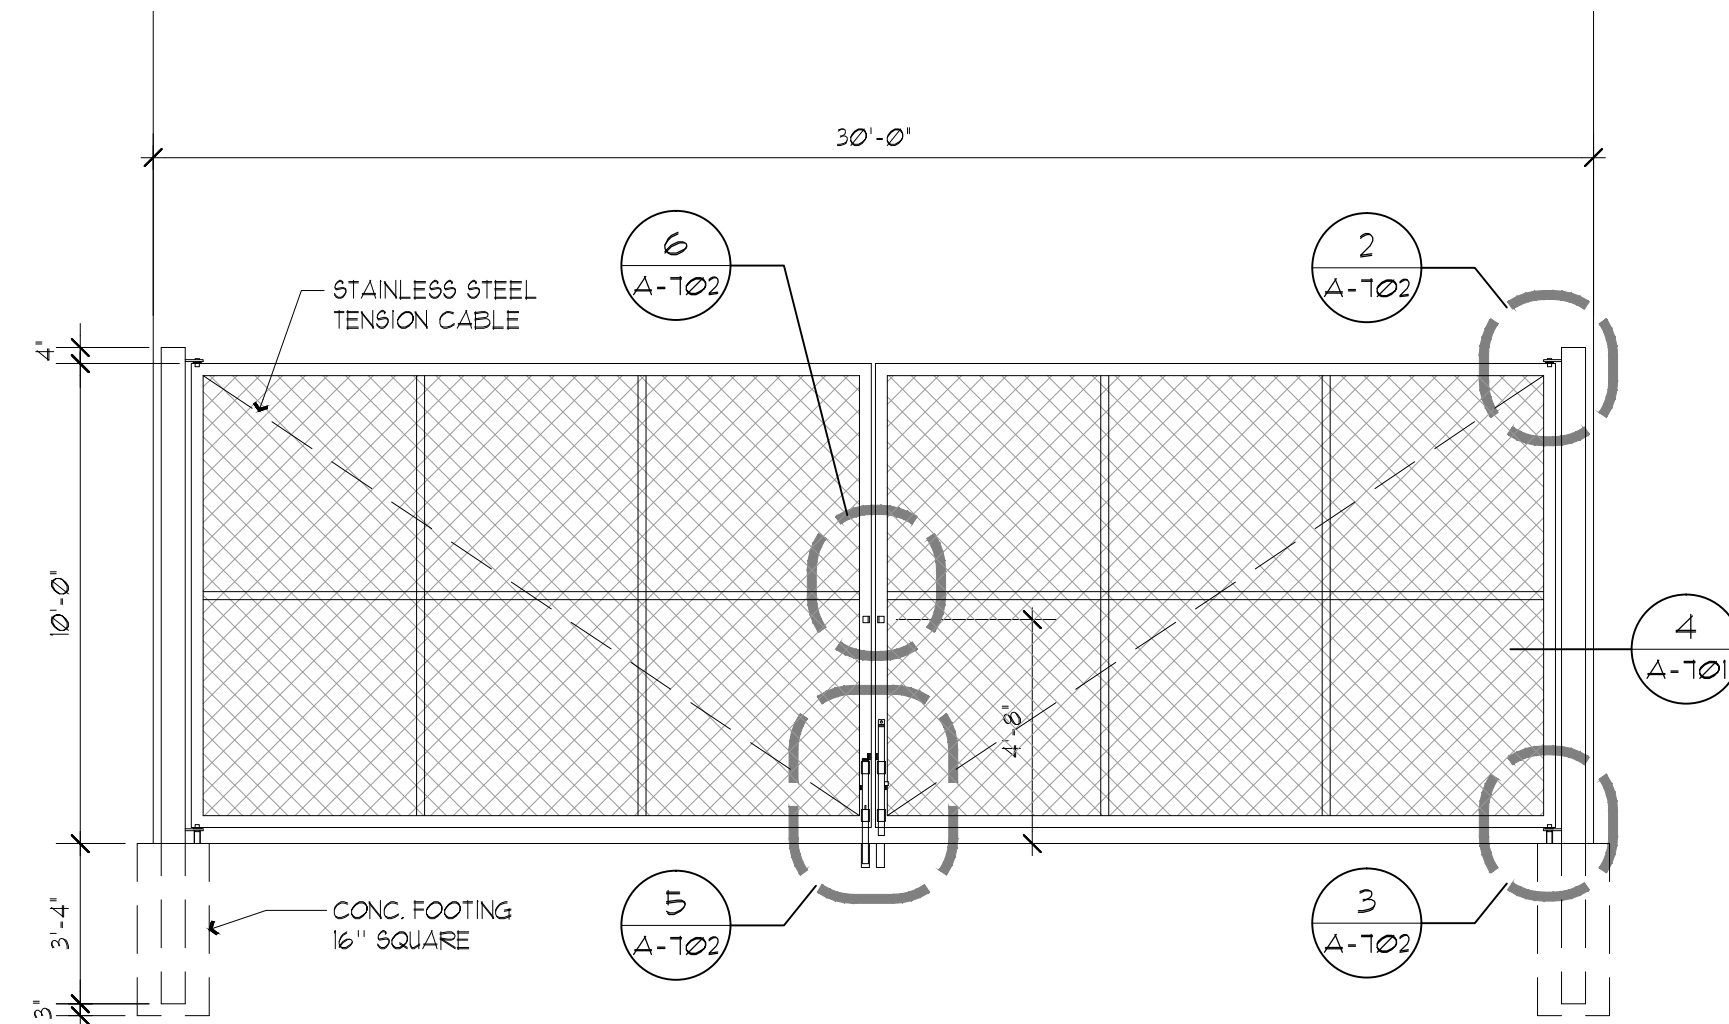 30'-0"
6
A-702
2
A-702
STAINLESS STEEL
TENSION CABLE
4"
10'-0"
4
A-701
4'-8"
3'-4"
CONC. FOOTING
16" SQUARE
5
A-702
3
A-702
3"